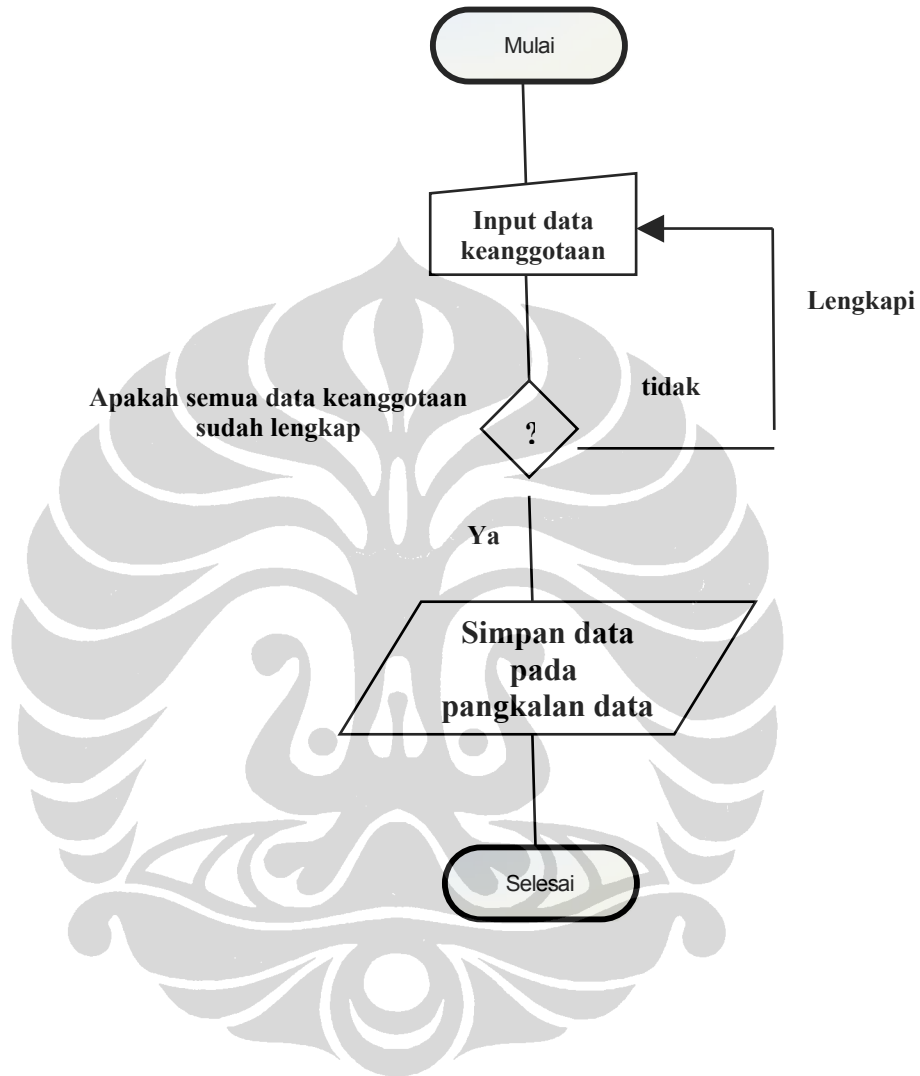 Mulai
Input data
keanggotaan
Lengkapi
tidak
Apakah semua data keanggotaan
sudah lengkap
?
Ya
Simpan data
pada
pangkalan data
Selesai